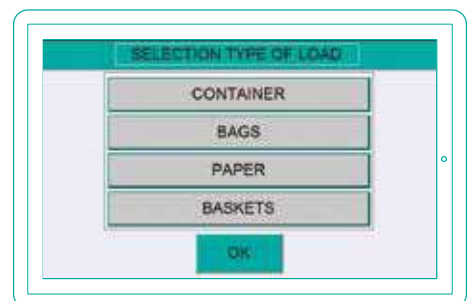 SELECTION TYPE OF LOAD
CONTAINER
BAGS
PAPER
BASKETS
OK